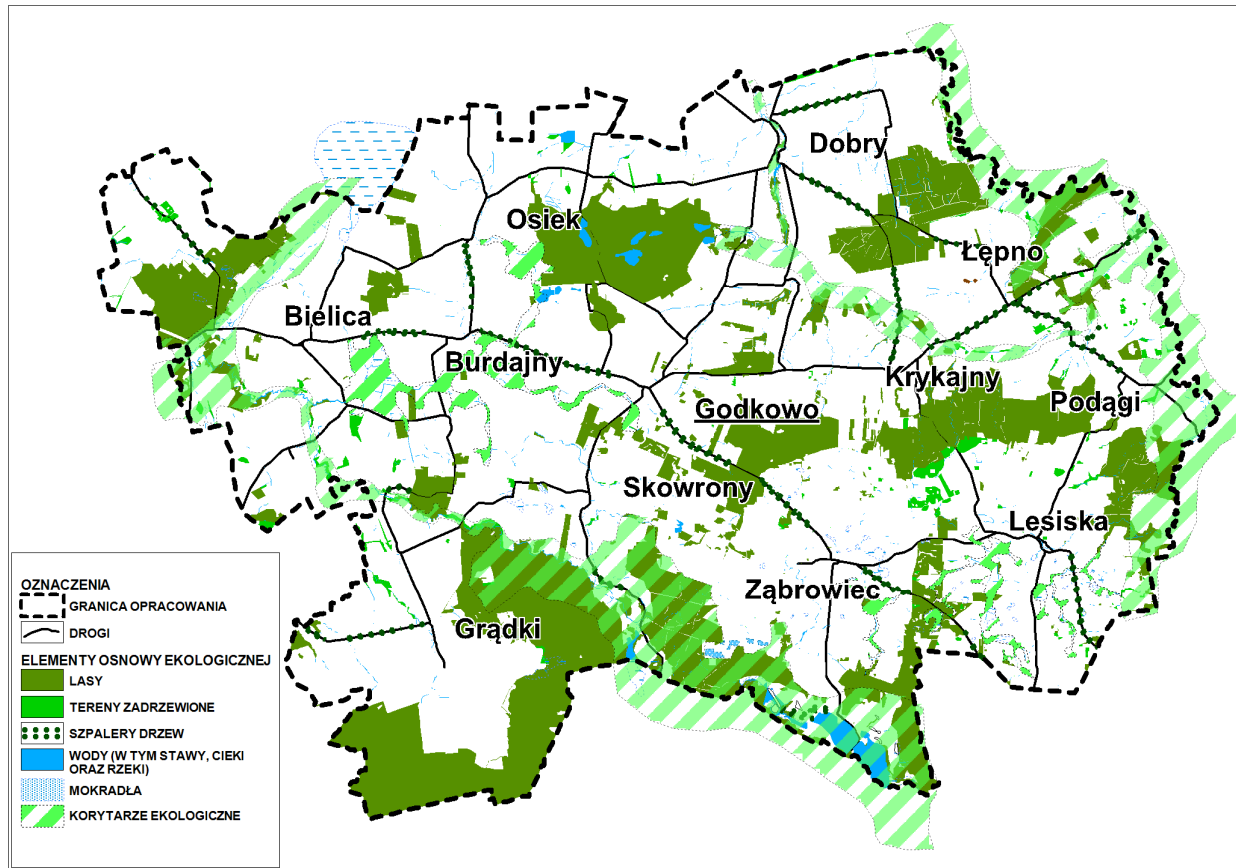 Dobry
Osiek
Łępno
Bielica
Burdajny
Krykajny
Podągi
Godkowo
Skowrony
Lesiska
Ząbrowiec
Grądki
OZNACZENIA
GRANICA OPRACOWANIA
DROGI
ELEMENTY OSNOWY EKOLOGICZNEJ
LASY
TERENY ZADRZEWIONE
SZPALERY DRZEW
WODY (W TYM STAWY, CIEKI
ORAZ RZEKI)
MOKRADŁA
KORYTARZE EKOLOGICZNE